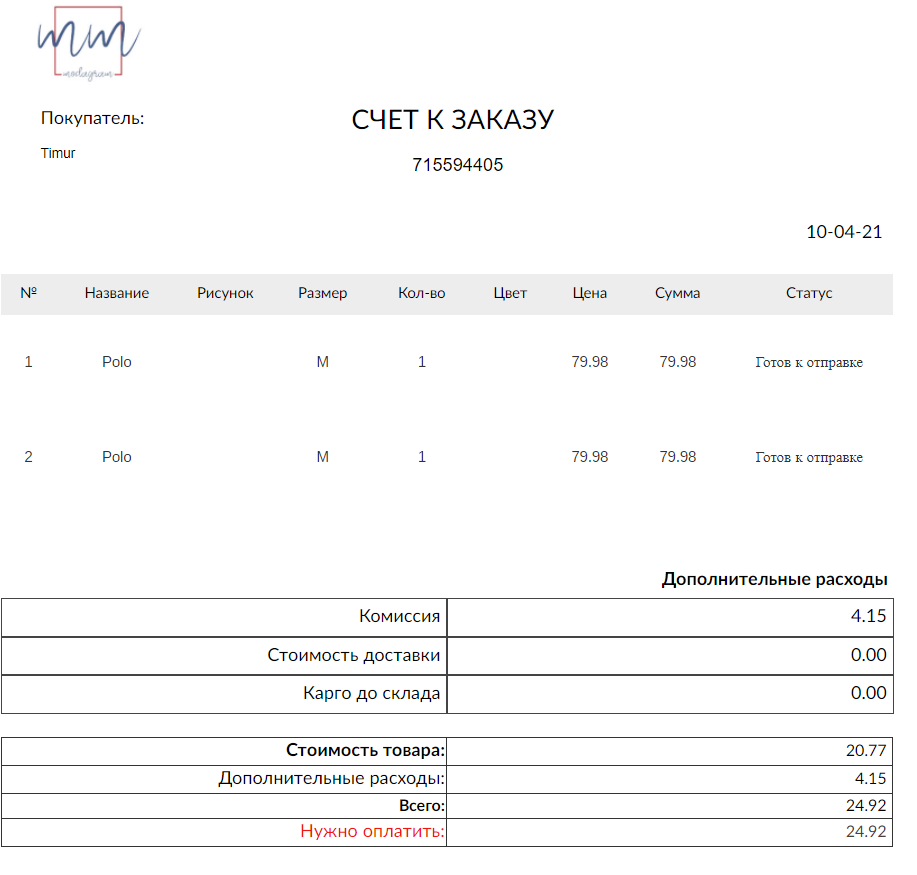 mm
modagram
Покупатель:
СЧЕТ К ЗАКАЗУ
Timur
715594405
10-04-21
№ Название Рисунок Размер Кол-во Цвет Цена Сумма Статус
1 Polo M 1 79.98 79.98 Готов к отправке
2 Polo M 1 79.98 79.98 Готов к отправке
Дополнительные расходы
Комиссия 4.15
Стоимость доставки 0.00
Карго до склада 0.00
Стоимость товара: 20.77
Дополнительные расходы: 4.15
Всего: 24.92
Нужно оплатить: 24.92